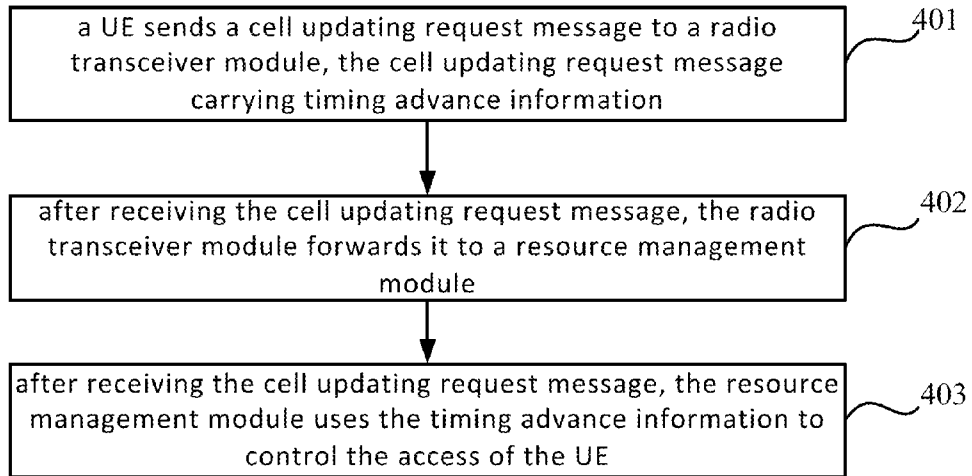 a UE sends a cell updating request message to a radio
transceiver module, the cell updating request message
carrying timing advance information
401
after receiving the cell updating request message, the radio
transceiver module forwards it to a resource management
module
402
after receiving the cell updating request message, the resource
management module uses the timing advance information to
control the access of the UE
403